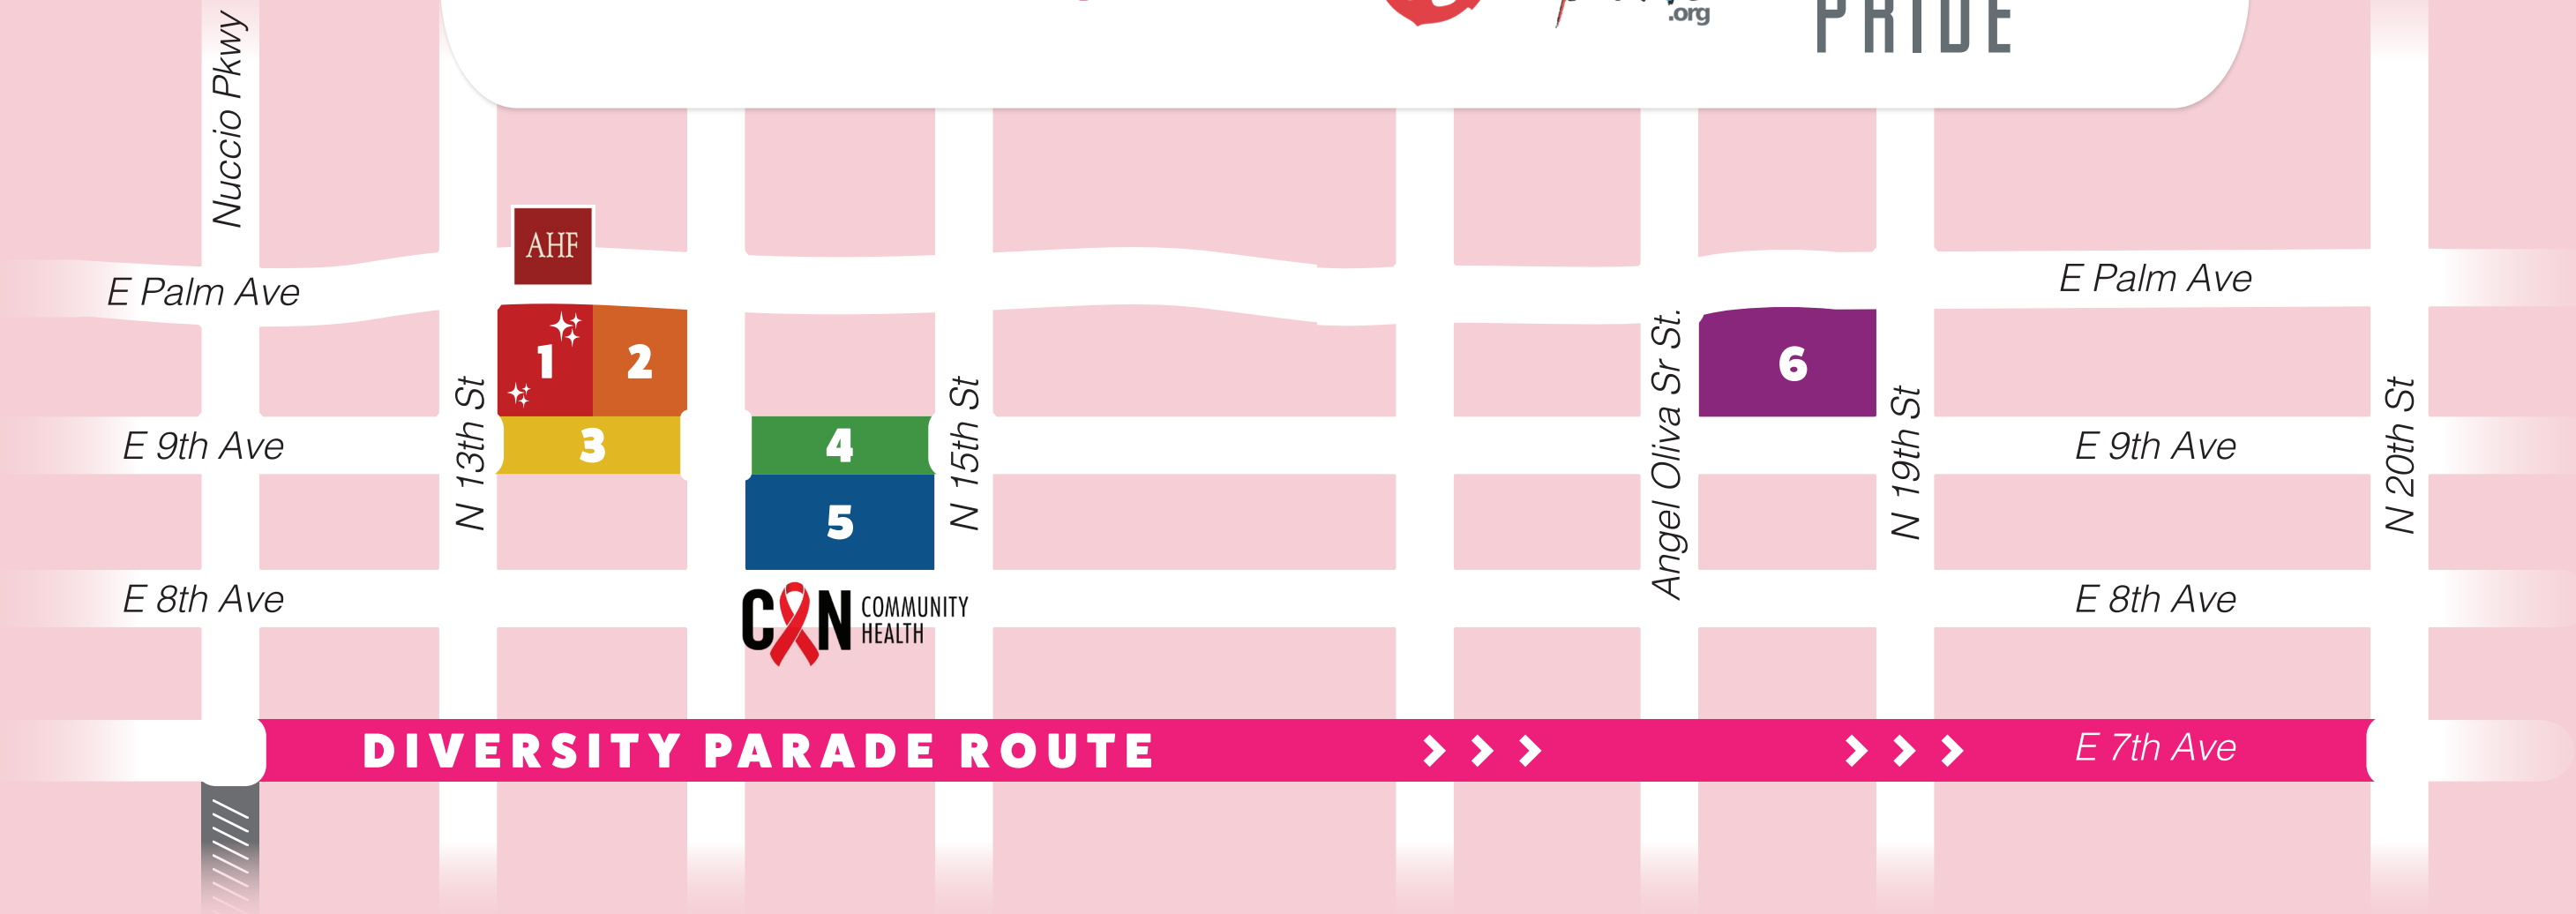 .org
PRIDE
Nuccio Pkwy
AHF
E Palm Ave
E Palm Ave
1
2
6
N 13th St
N 15th St
Angel Oliva Sr St.
N 19th St
N 20th St
E 9th Ave
3
4
E 9th Ave
5
E 8th Ave
CAN COMMUNITY
HEALTH
E 8th Ave
DIVERSITY PARADE ROUTE
E 7th Ave